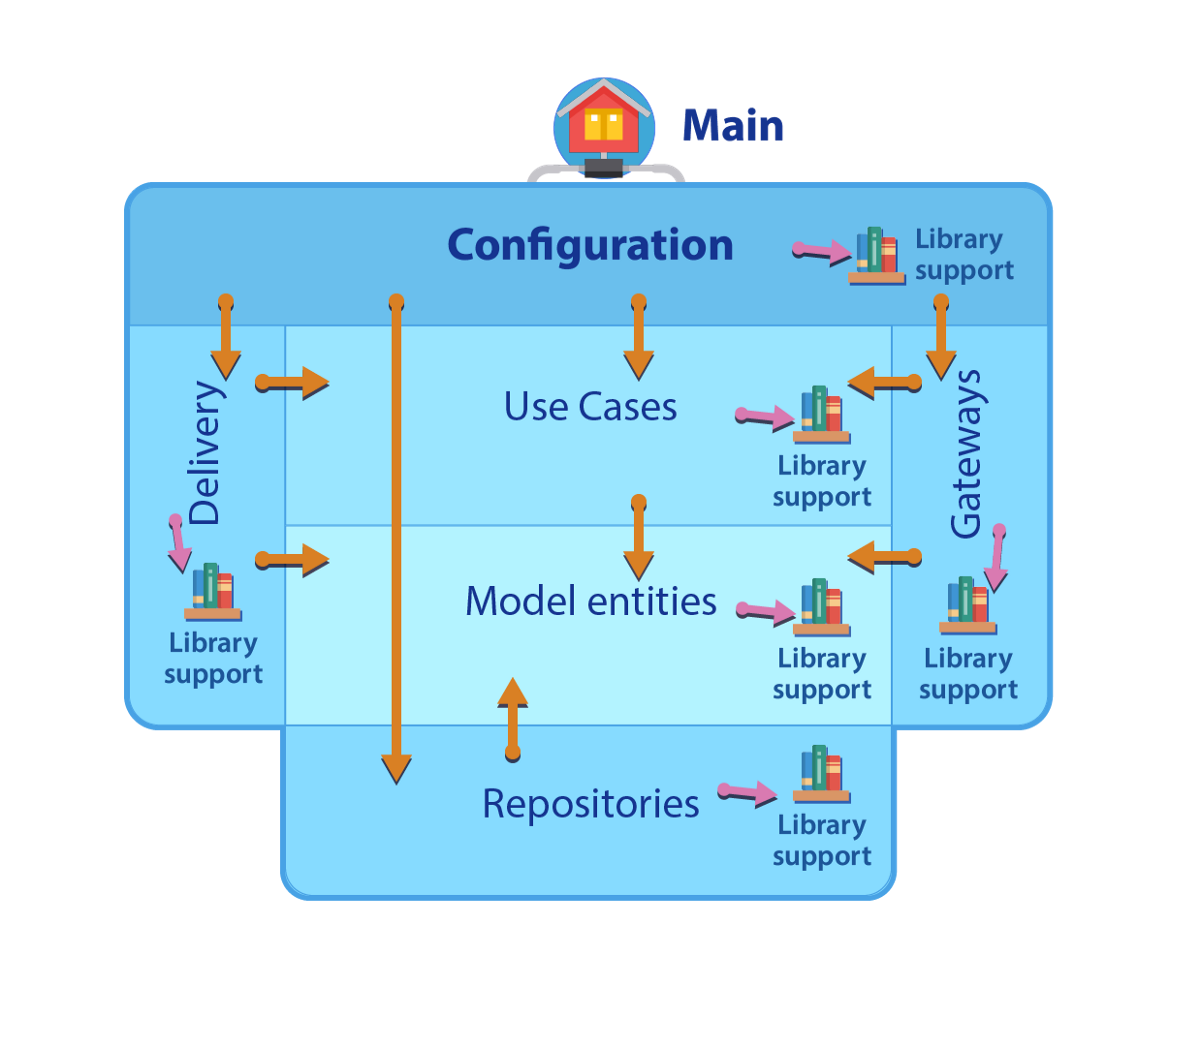 Main
Configuration
Library
support
Delivery
Use Cases
Library
support
Gateways
Model entities
Library
support
Library
support
Library
support
Repositories
Library
support